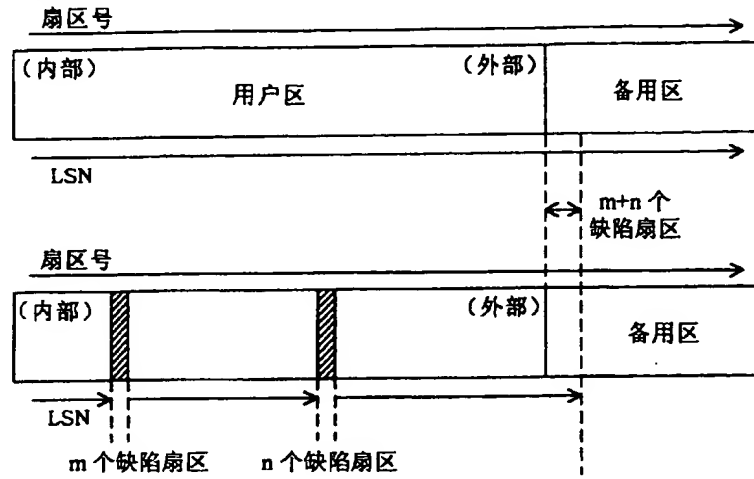 扇区号
(内部)
用户区
(外部)
备用区
LSN
m+n 个
缺陷扇区
扇区号
(内部)
(外部)
备用区
LSN
m 个缺陷扇区
n 个缺陷扇区